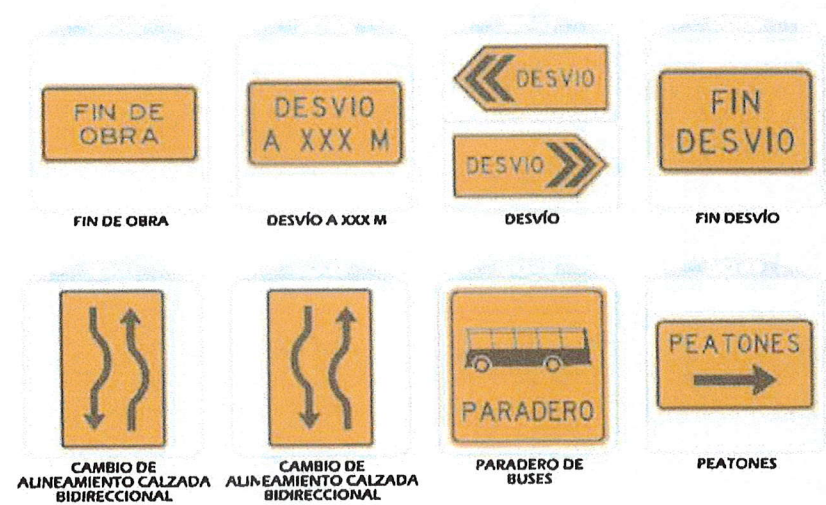 FIN DE
OBRA
FIN DE OBRA
DESVIO
A XXX M
DESVÍO A XXX M
DESVIO
DESVIO
DESVÍO
FIN
DESVIO
FIN DESVÍO
CAMBIO DE
ALINEAMIENTO CALZADA
BIDIRECCIONAL
CAMBIO DE
ALINEAMIENTO CALZADA
BIDIRECCIONAL
PARADERO
PARADERO DE
BUSES
PEATONES
PEATONES